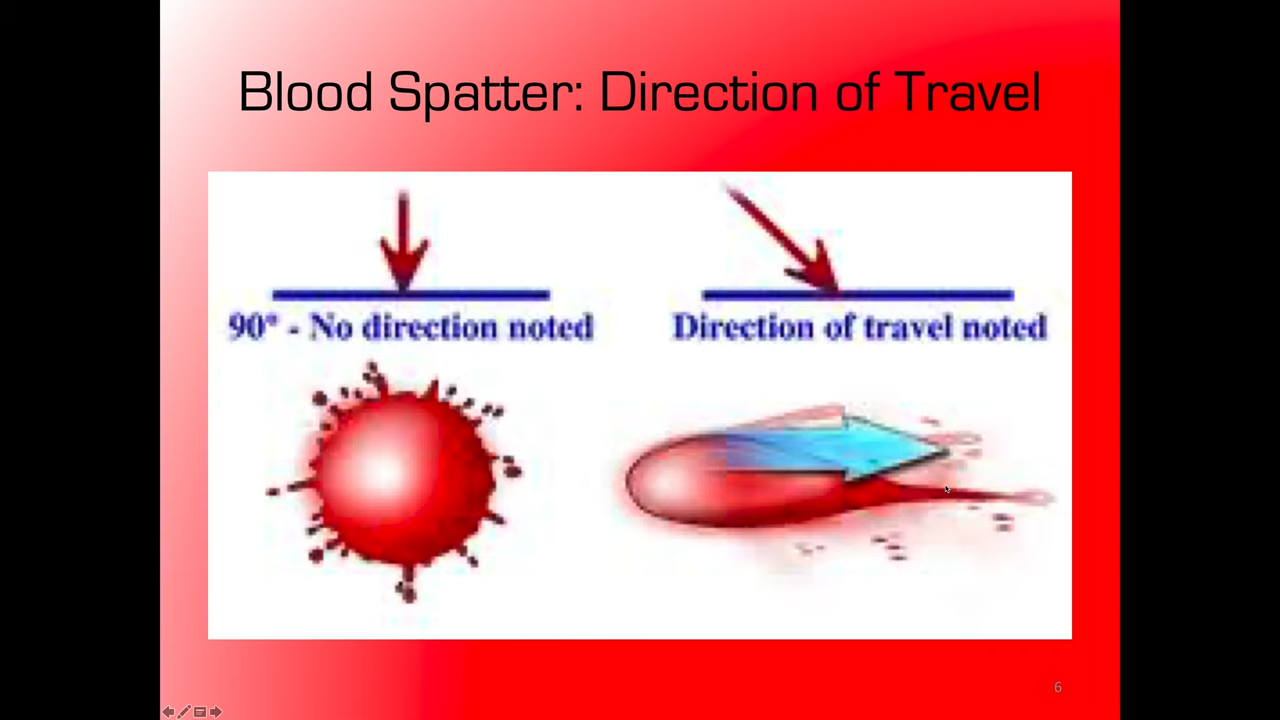 Blood Spatter: Direction of Travel
90° - No direction noted
Direction of travel noted
6